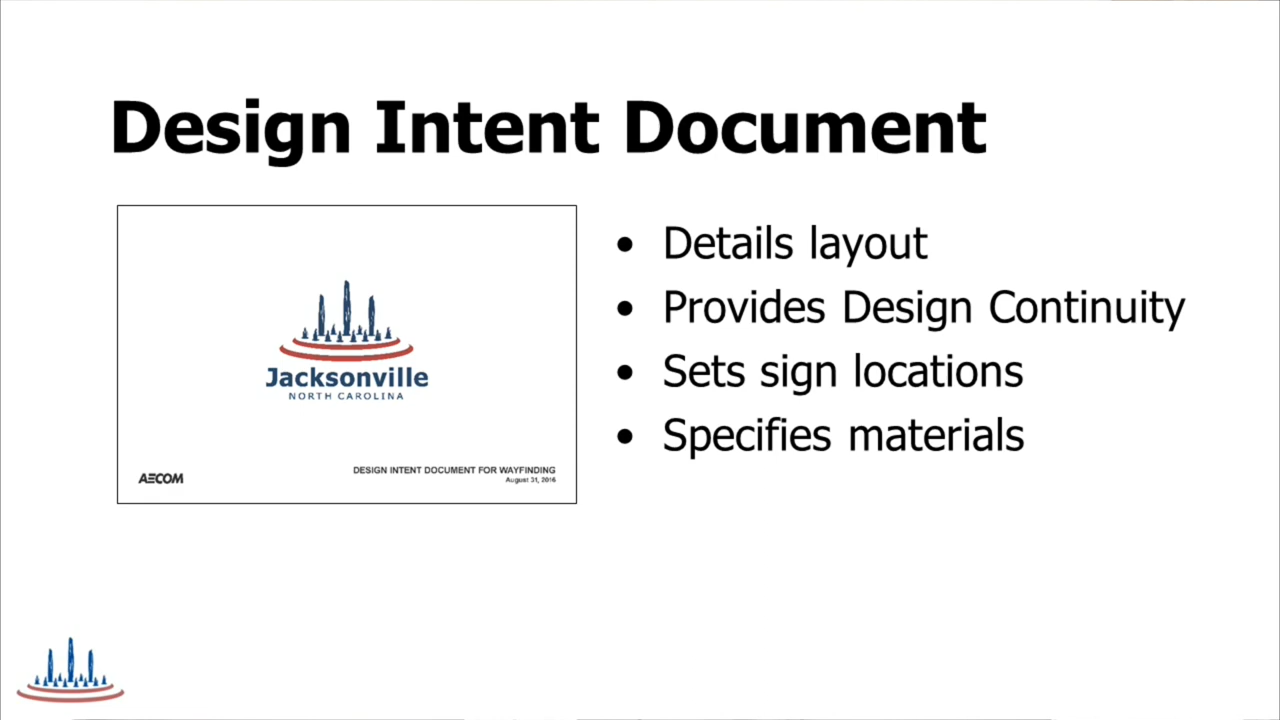 Design Intent Document
Jacksonville
NORTH CAROLINA
AECOM
DESIGN INTENT DOCUMENT FOR WAYFINDING
August 31, 2016
• Details layout
• Provides Design Continuity
• Sets sign locations
• Specifies materials